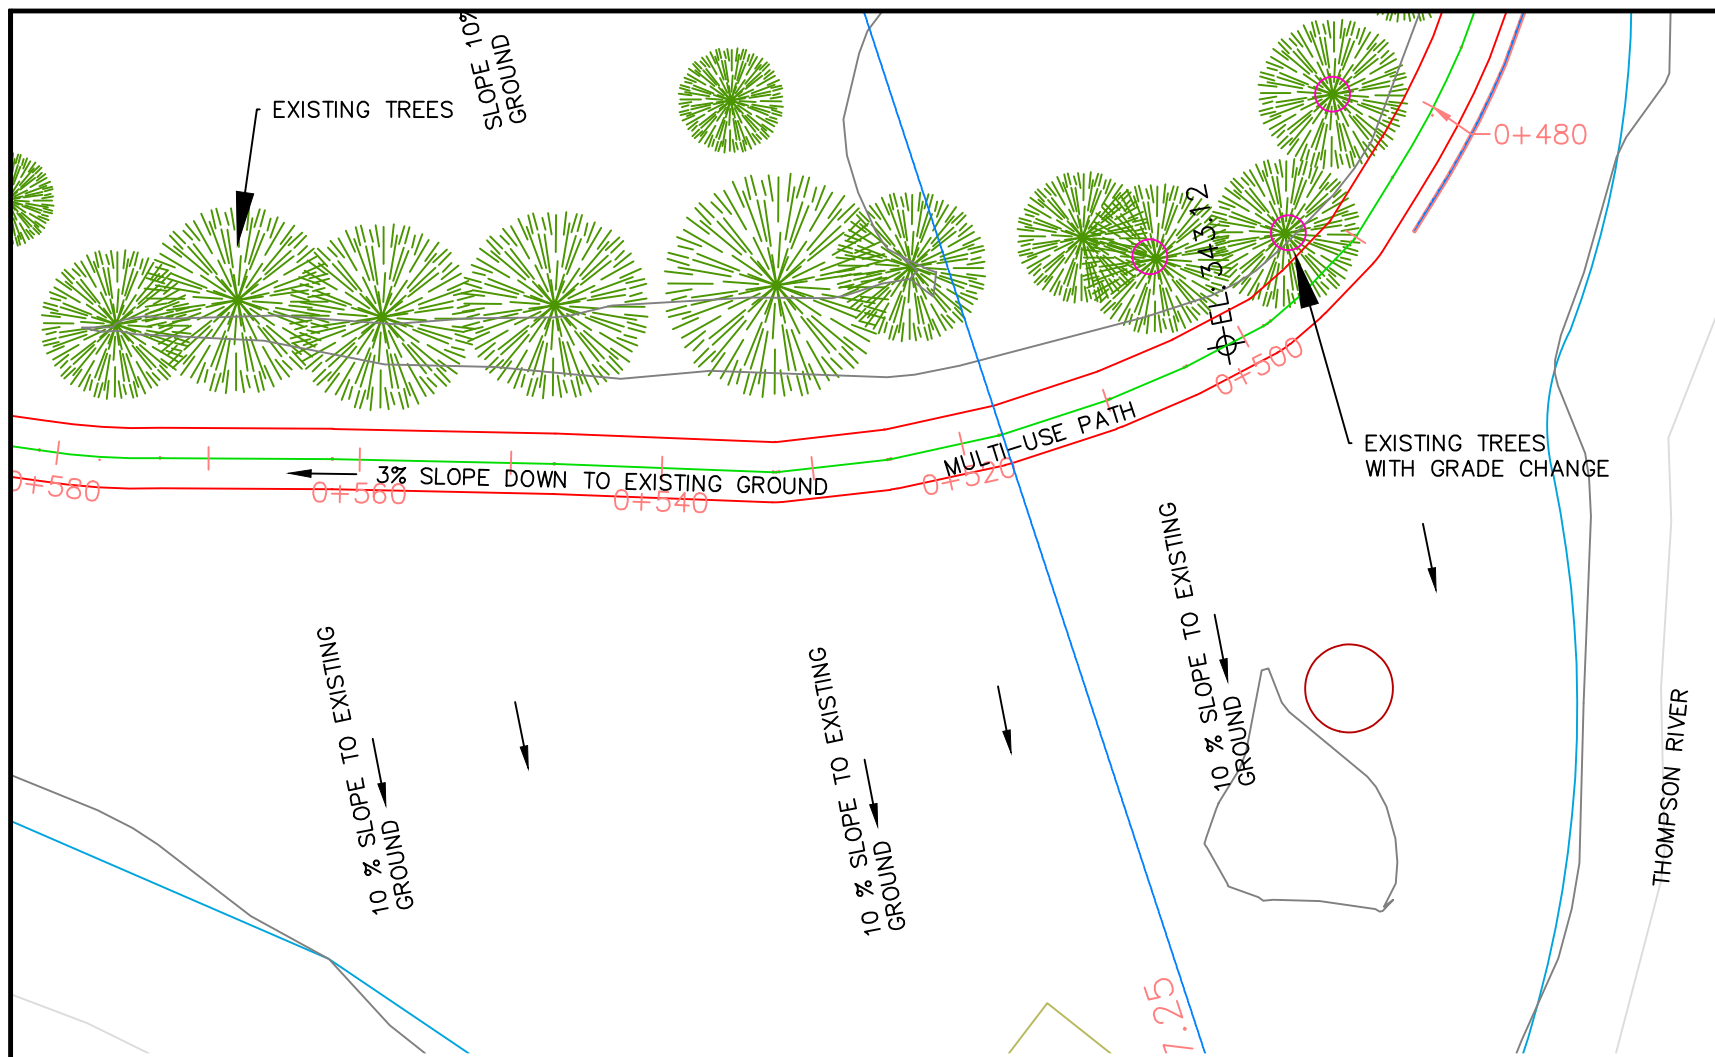 SLOPE 10%
GROUND
EXISTING TREES
0+480
EL: 343.12
0+500
MULTI-USE PATH
EXISTING TREES
WITH GRADE CHANGE
3% SLOPE DOWN TO EXISTING GROUND
0+580
0+560
0+540
0+520
10 % SLOPE TO EXISTING
GROUND
10 % SLOPE TO EXISTING
GROUND
10 % SLOPE TO EXISTING
GROUND
THOMPSON RIVER
7.25